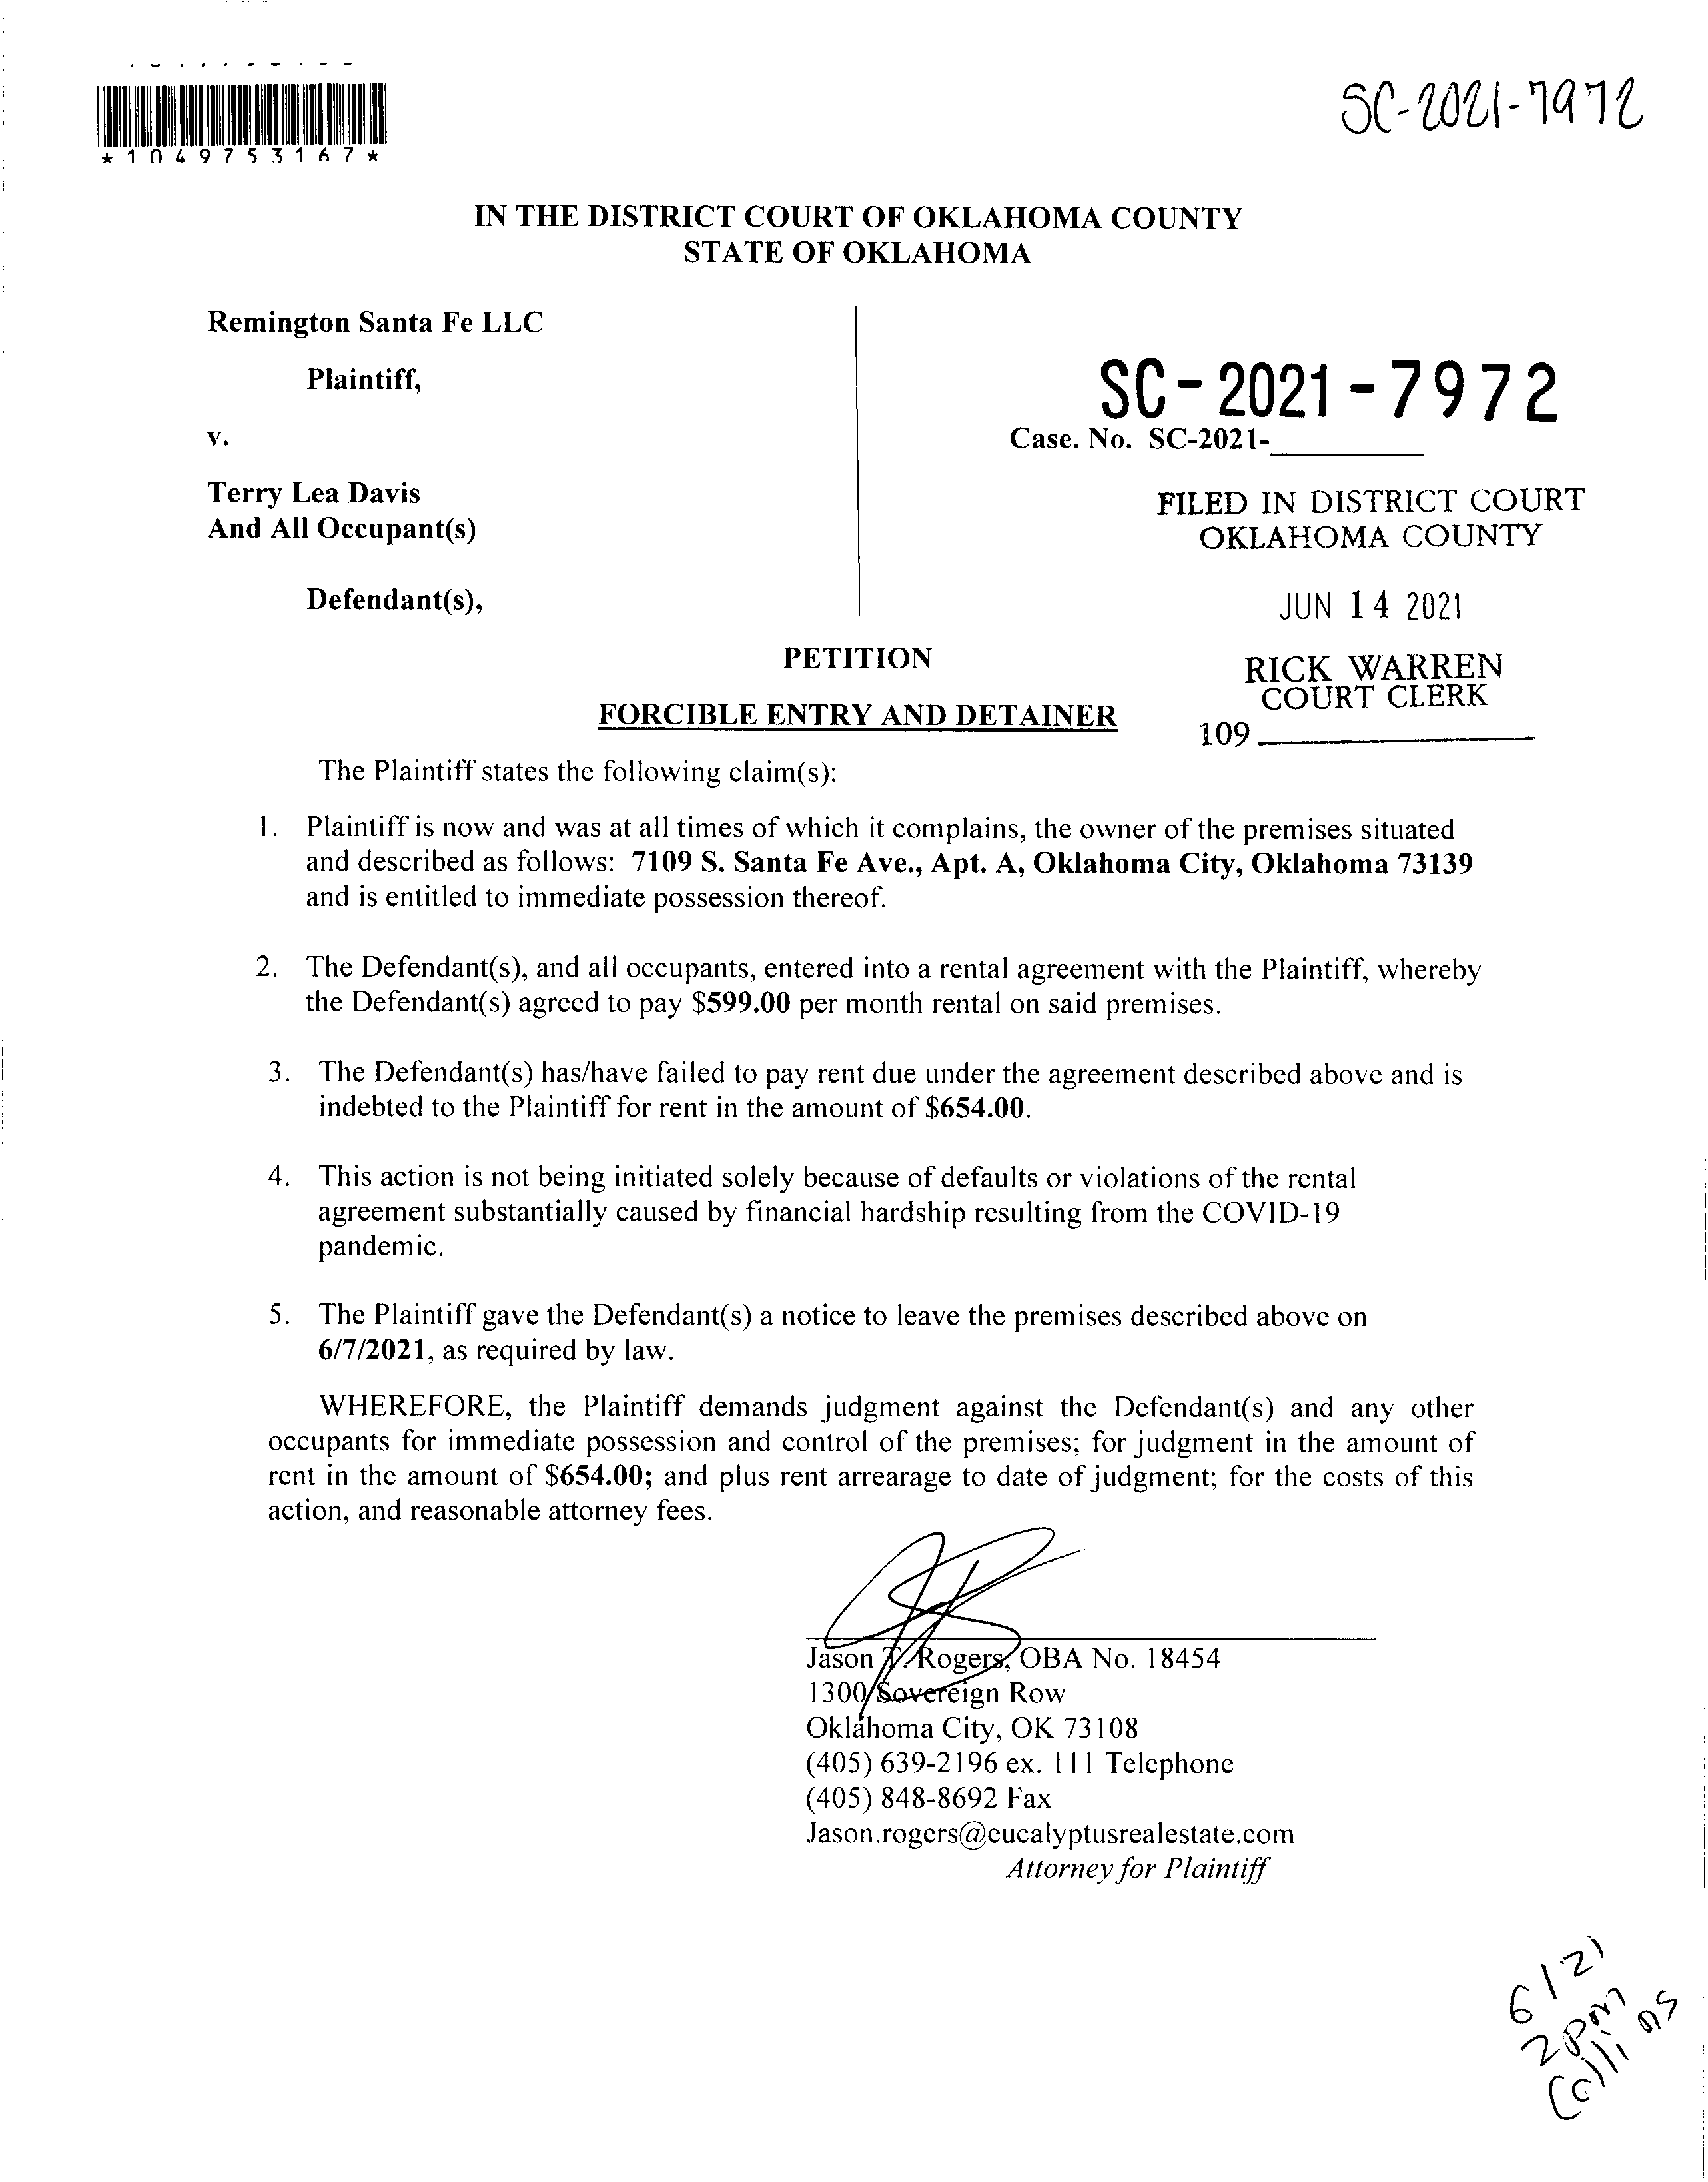 *1049753167*
SC-2021-7972
IN THE DISTRICT COURT OF OKLAHOMA COUNTY
STATE OF OKLAHOMA
Remington Santa Fe LLC
Plaintiff,
v.
Terry Lea Davis
And All Occupant(s)
Defendant(s),
SC-2021-7972
Case. No. SC-2021-
FILED IN DISTRICT COURT
OKLAHOMA COUNTY
JUN 14 2021
RICK WARREN
COURT CLERK
109
PETITION
FORCIBLE ENTRY AND DETAINER
The Plaintiff states the following claim(s):
1. Plaintiff is now and was at all times of which it complains, the owner of the premises situated
and described as follows: 7109 S. Santa Fe Ave., Apt. A, Oklahoma City, Oklahoma 73139
and is entitled to immediate possession thereof.
2. The Defendant(s), and all occupants, entered into a rental agreement with the Plaintiff, whereby
the Defendant(s) agreed to pay $599.00 per month rental on said premises.
3. The Defendant(s) has/have failed to pay rent due under the agreement described above and is
indebted to the Plaintiff for rent in the amount of $654.00.
4. This action is not being initiated solely because of defaults or violations of the rental
agreement substantially caused by financial hardship resulting from the COVID-19
pandemic.
5. The Plaintiff gave the Defendant(s) a notice to leave the premises described above on
6/7/2021, as required by law.
WHEREFORE, the Plaintiff demands judgment against the Defendant(s) and any other
occupants for immediate possession and control of the premises; for judgment in the amount of
rent in the amount of $654.00; and plus rent arrearage to date of judgment; for the costs of this
action, and reasonable attorney fees.
Jason T. Rogers, OBA No. 18454
1300 Sovereign Row
Oklahoma City, OK 73108
(405) 639-2196 ex. 111 Telephone
(405) 848-8692 Fax
Jason.rogers@eucalyptusrealestate.com
Attorney for Plaintiff
6/21
2pm
Collins